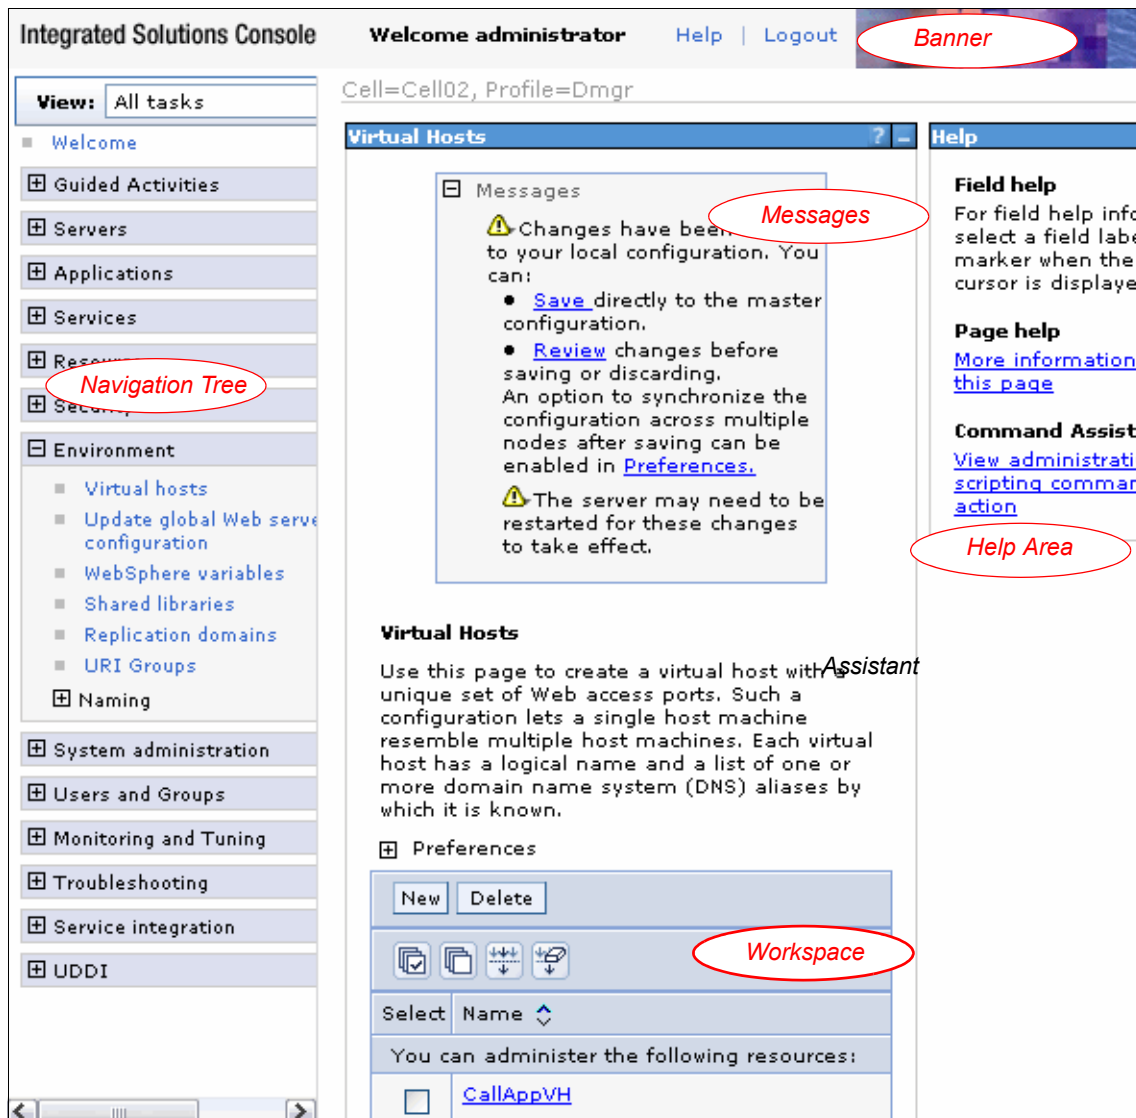 Integrated Solutions Console Welcome administrator Help | Logout
Banner
View: All tasks
Welcome
Guided Activities
Servers
Applications
Services
Navigation Tree
Environment
Virtual hosts
Update global Web serve
configuration
WebSphere variables
Shared libraries
Replication domains
URI Groups
Naming
System administration
Users and Groups
Monitoring and Tuning
Troubleshooting
Service integration
UDDI
Cell=Cell02, Profile=Dmgr
Virtual Hosts ?
Messages
Messages
Changes have been
to your local configuration. You
can:
• Save directly to the master
configuration.
• Review changes before
saving or discarding.
An option to synchronize the
configuration across multiple
nodes after saving can be
enabled in Preferences.
The server may need to be
restarted for these changes
to take effect.
Virtual Hosts
Use this page to create a virtual host with a
Assistant
unique set of Web access ports. Such a
configuration lets a single host machine
resemble multiple host machines. Each virtual
host has a logical name and a list of one or
more domain name system (DNS) aliases by
which it is known.
Preferences
New Delete
Workspace
Select Name
You can administer the following resources:
CallAppVH
Help
Field help
For field help info
select a field labe
marker when the
cursor is displaye
Page help
More information
this page
Command Assist
View administrati
scripting comman
action
Help Area